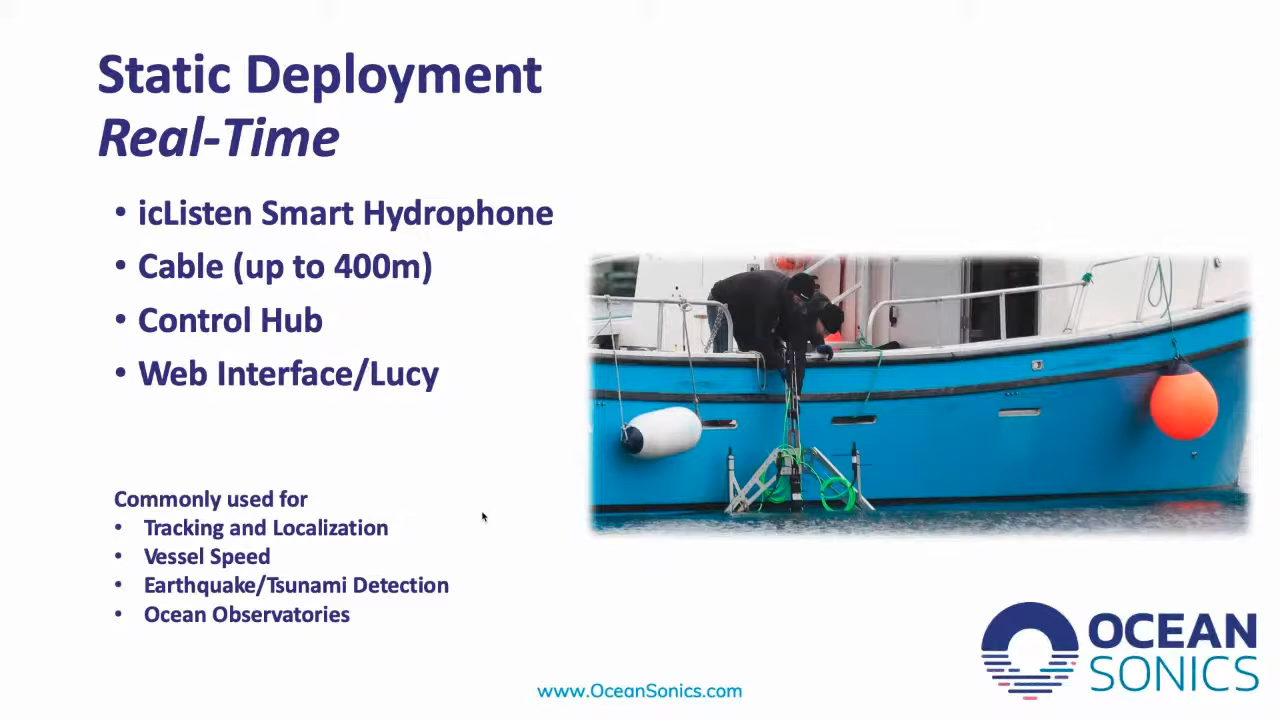 Static Deployment
Real-Time
• icListen Smart Hydrophone
• Cable (up to 400m)
• Control Hub
• Web Interface/Lucy
Commonly used for
• Tracking and Localization
• Vessel Speed
• Earthquake/Tsunami Detection
• Ocean Observatories
www.OceanSonics.com
OCEAN
SONICS